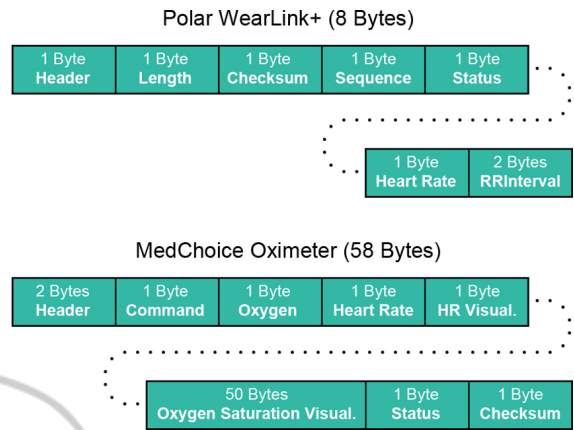 Polar WearLink+ (8 Bytes)
1 Byte 1 Byte 1 Byte 1 Byte 1 Byte
Header Length Checksum Sequence Status
1 Byte 2 Bytes
Heart Rate RRInterval
MedChoice Oximeter (58 Bytes)
2 Bytes 1 Byte 1 Byte 1 Byte 1 Byte
Header Command Oxygen Heart Rate HR Visual.
50 Bytes 1 Byte 1 Byte
Oxygen Saturation Visual. Status Checksum